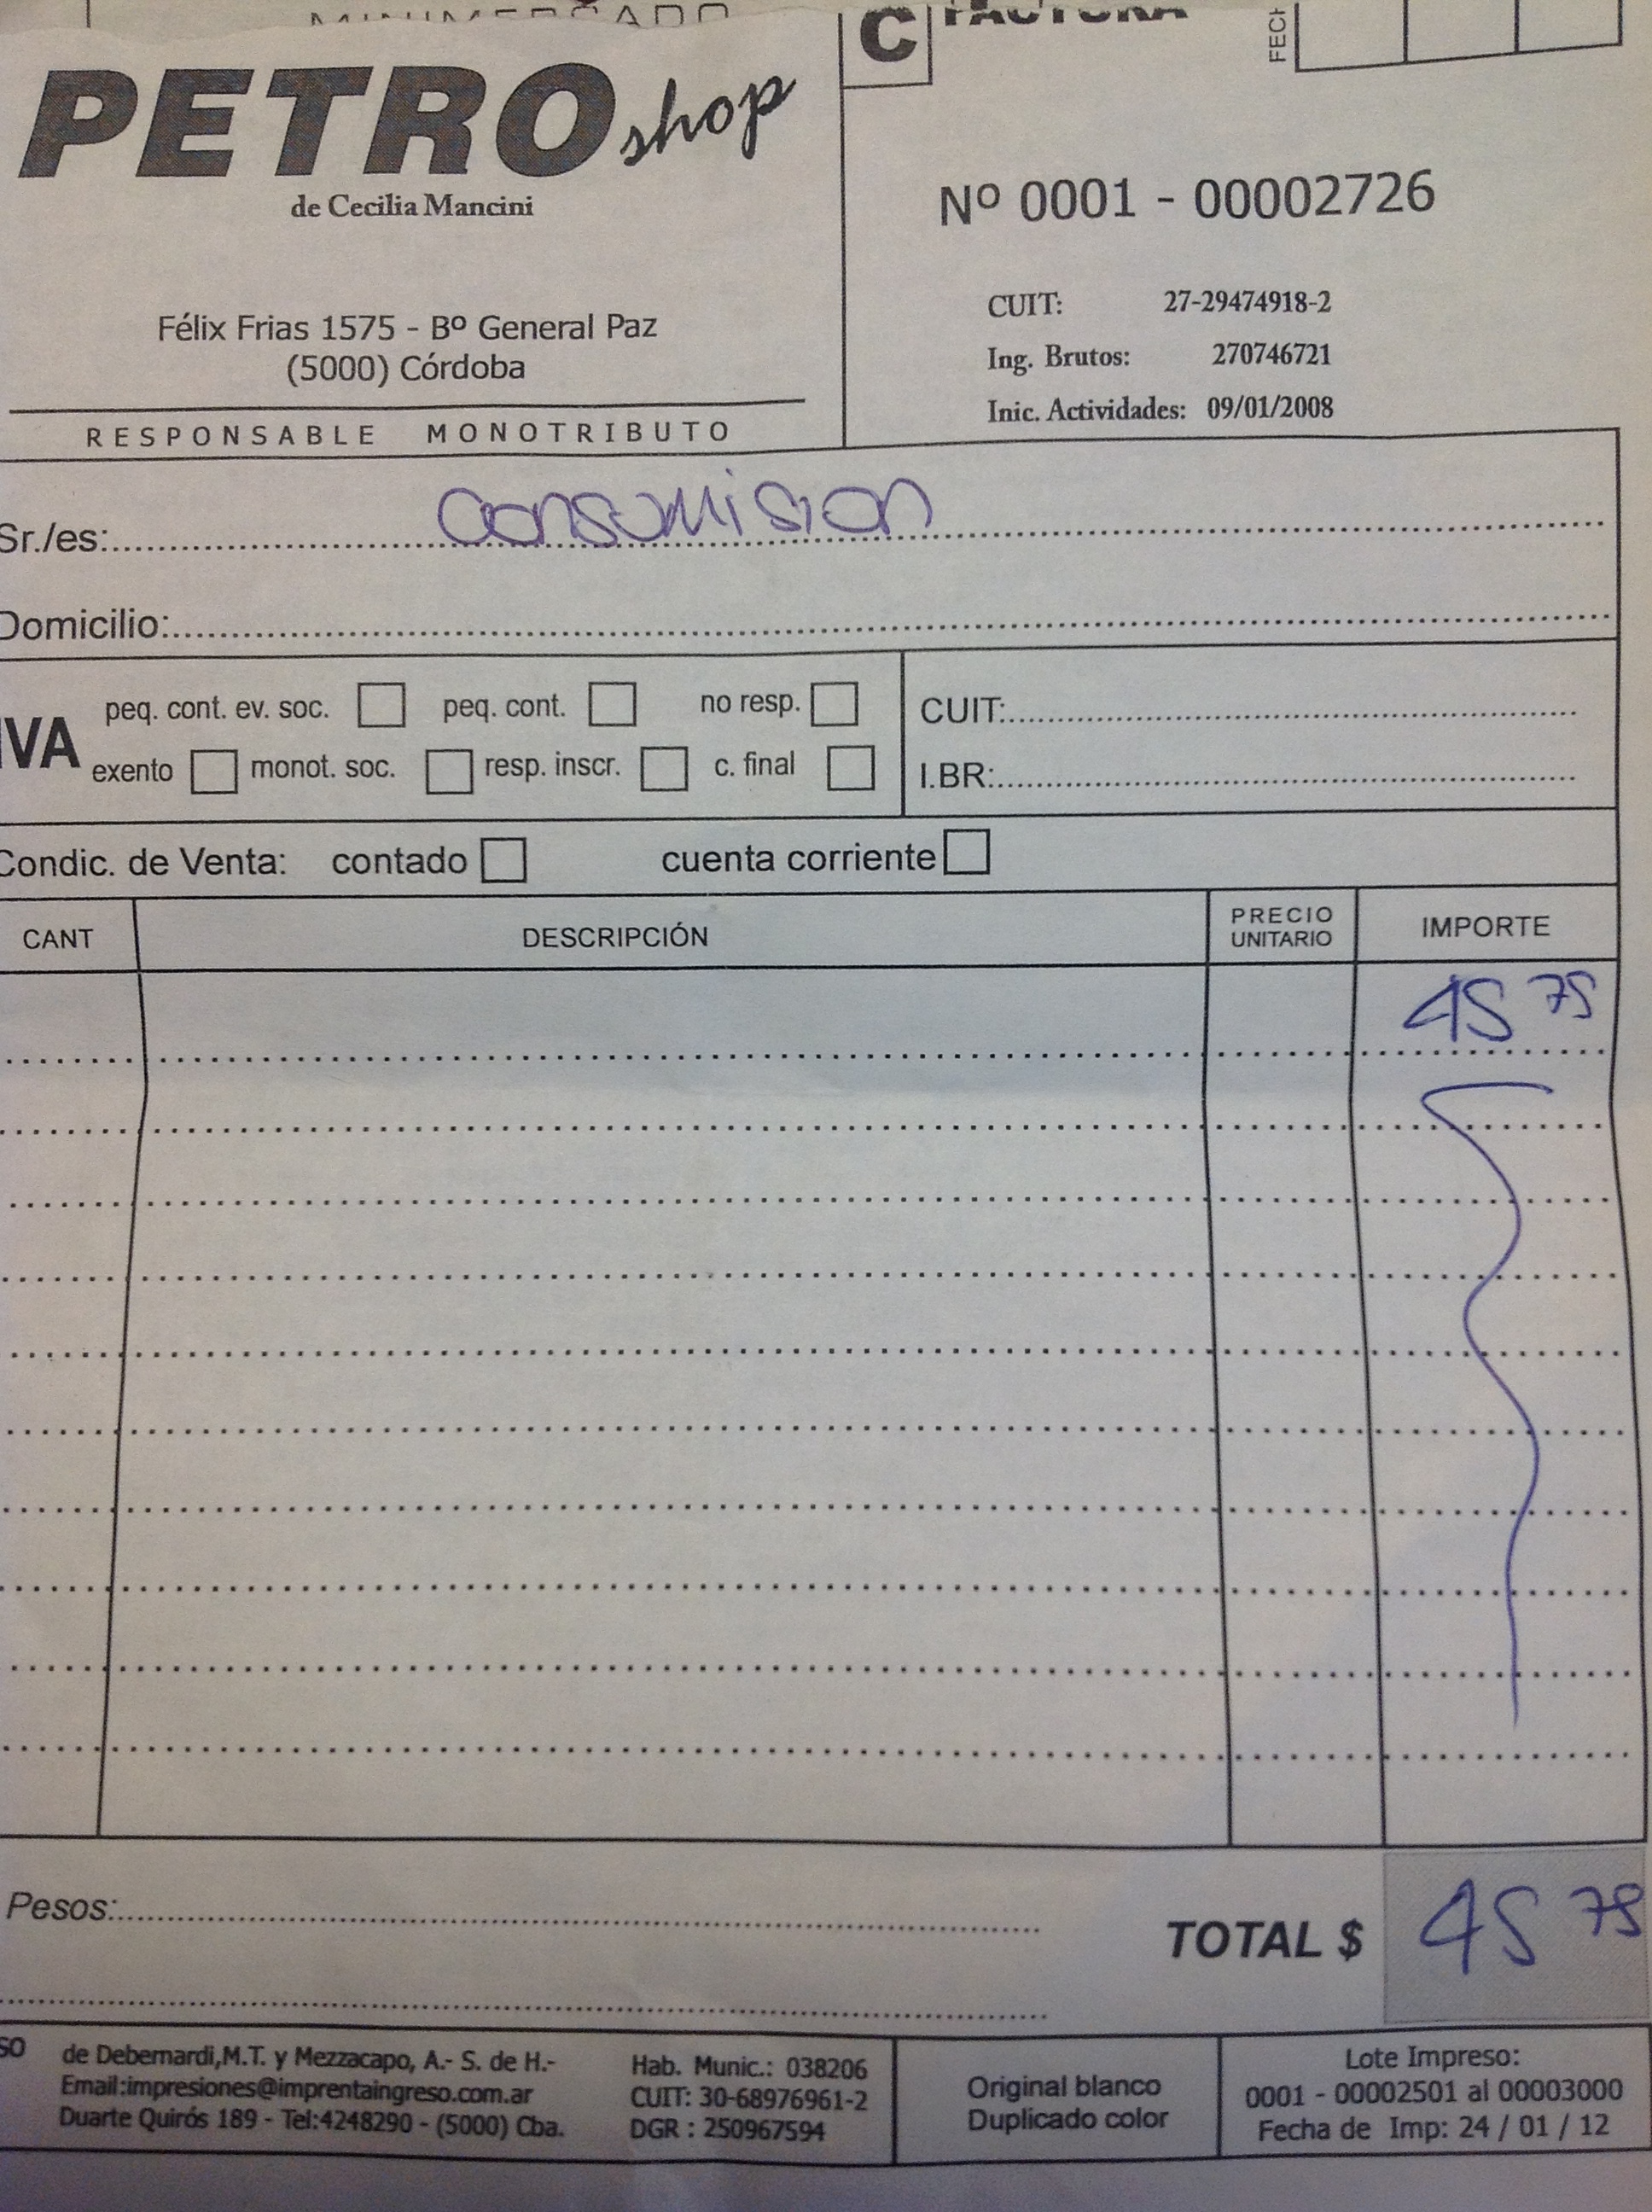 MINIMERCADO
PETRO shop
de Cecilia Mancini
Félix Frias 1575 - Bº General Paz
(5000) Córdoba
RESPONSABLE MONOTRIBUTO
C FACTURA
FECH
Nº 0001 - 00002726
CUIT: 27-29474918-2
Ing. Brutos: 270746721
Inic. Actividades: 09/01/2008
Sr./es: Consumision
Domicilio:
IVA
peq. cont. ev. soc. peq. cont. no resp.
exento monot. soc. resp. inscr. c. final
CUIT:
I.BR:
Condic. de Venta: contado cuenta corriente
CANT DESCRIPCIÓN PRECIO UNITARIO IMPORTE
45 75
Pesos:
TOTAL $ 45 75
SO de Debernardi,M.T. y Mezzacapo, A.- S. de H.-
Email:impresiones@imprentaingreso.com.ar
Duarte Quirós 189 - Tel:4248290 - (5000) Cba.
Hab. Munic.: 038206
CUIT: 30-68976961-2
DGR : 250967594
Original blanco
Duplicado color
Lote Impreso:
0001 - 00002501 al 00003000
Fecha de Imp: 24 / 01 / 12